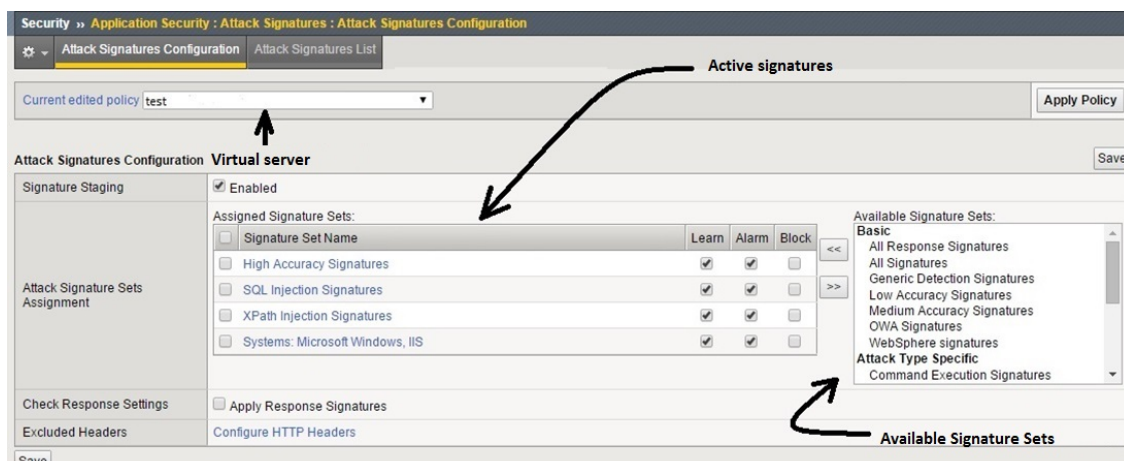 Security » Application Security : Attack Signatures : Attack Signatures Configuration
Attack Signatures Configuration Attack Signatures List
Active signatures
Current edited policy test Apply Policy
Virtual server
Attack Signatures Configuration Save
Signature Staging Enabled
Attack Signature Sets Assignment
Assigned Signature Sets:
Signature Set Name Learn Alarm Block
High Accuracy Signatures
SQL Injection Signatures
XPath Injection Signatures
Systems: Microsoft Windows, IIS
<<
>>
Available Signature Sets:
Basic
All Response Signatures
All Signatures
Generic Detection Signatures
Low Accuracy Signatures
Medium Accuracy Signatures
OWA Signatures
WebSphere signatures
Attack Type Specific
Command Execution Signatures
Check Response Settings Apply Response Signatures
Excluded Headers Configure HTTP Headers
Available Signature Sets
Save